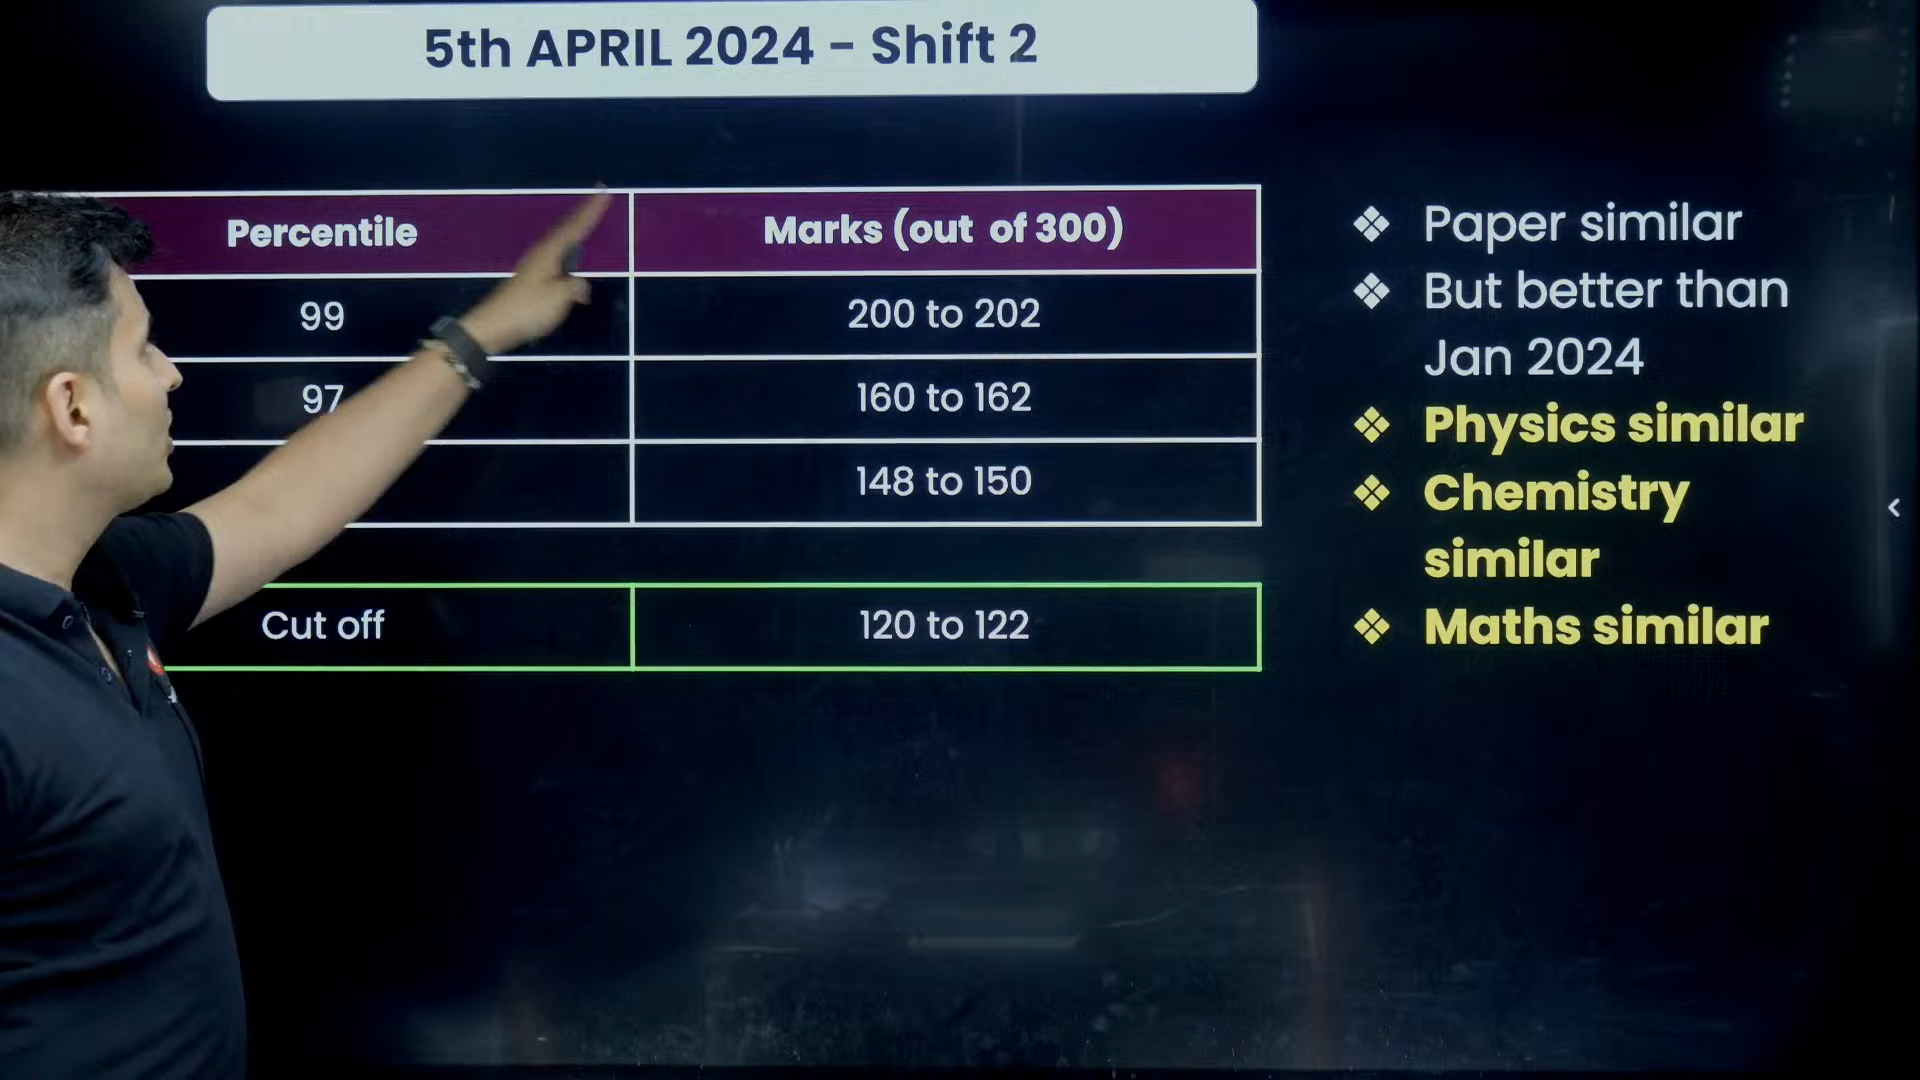 5th APRIL 2024 - Shift 2
Percentile Marks (out of 300)
99 200 to 202
97 160 to 162
148 to 150
Cut off 120 to 122
Paper similar
But better than
Jan 2024
Physics similar
Chemistry
similar
Maths similar